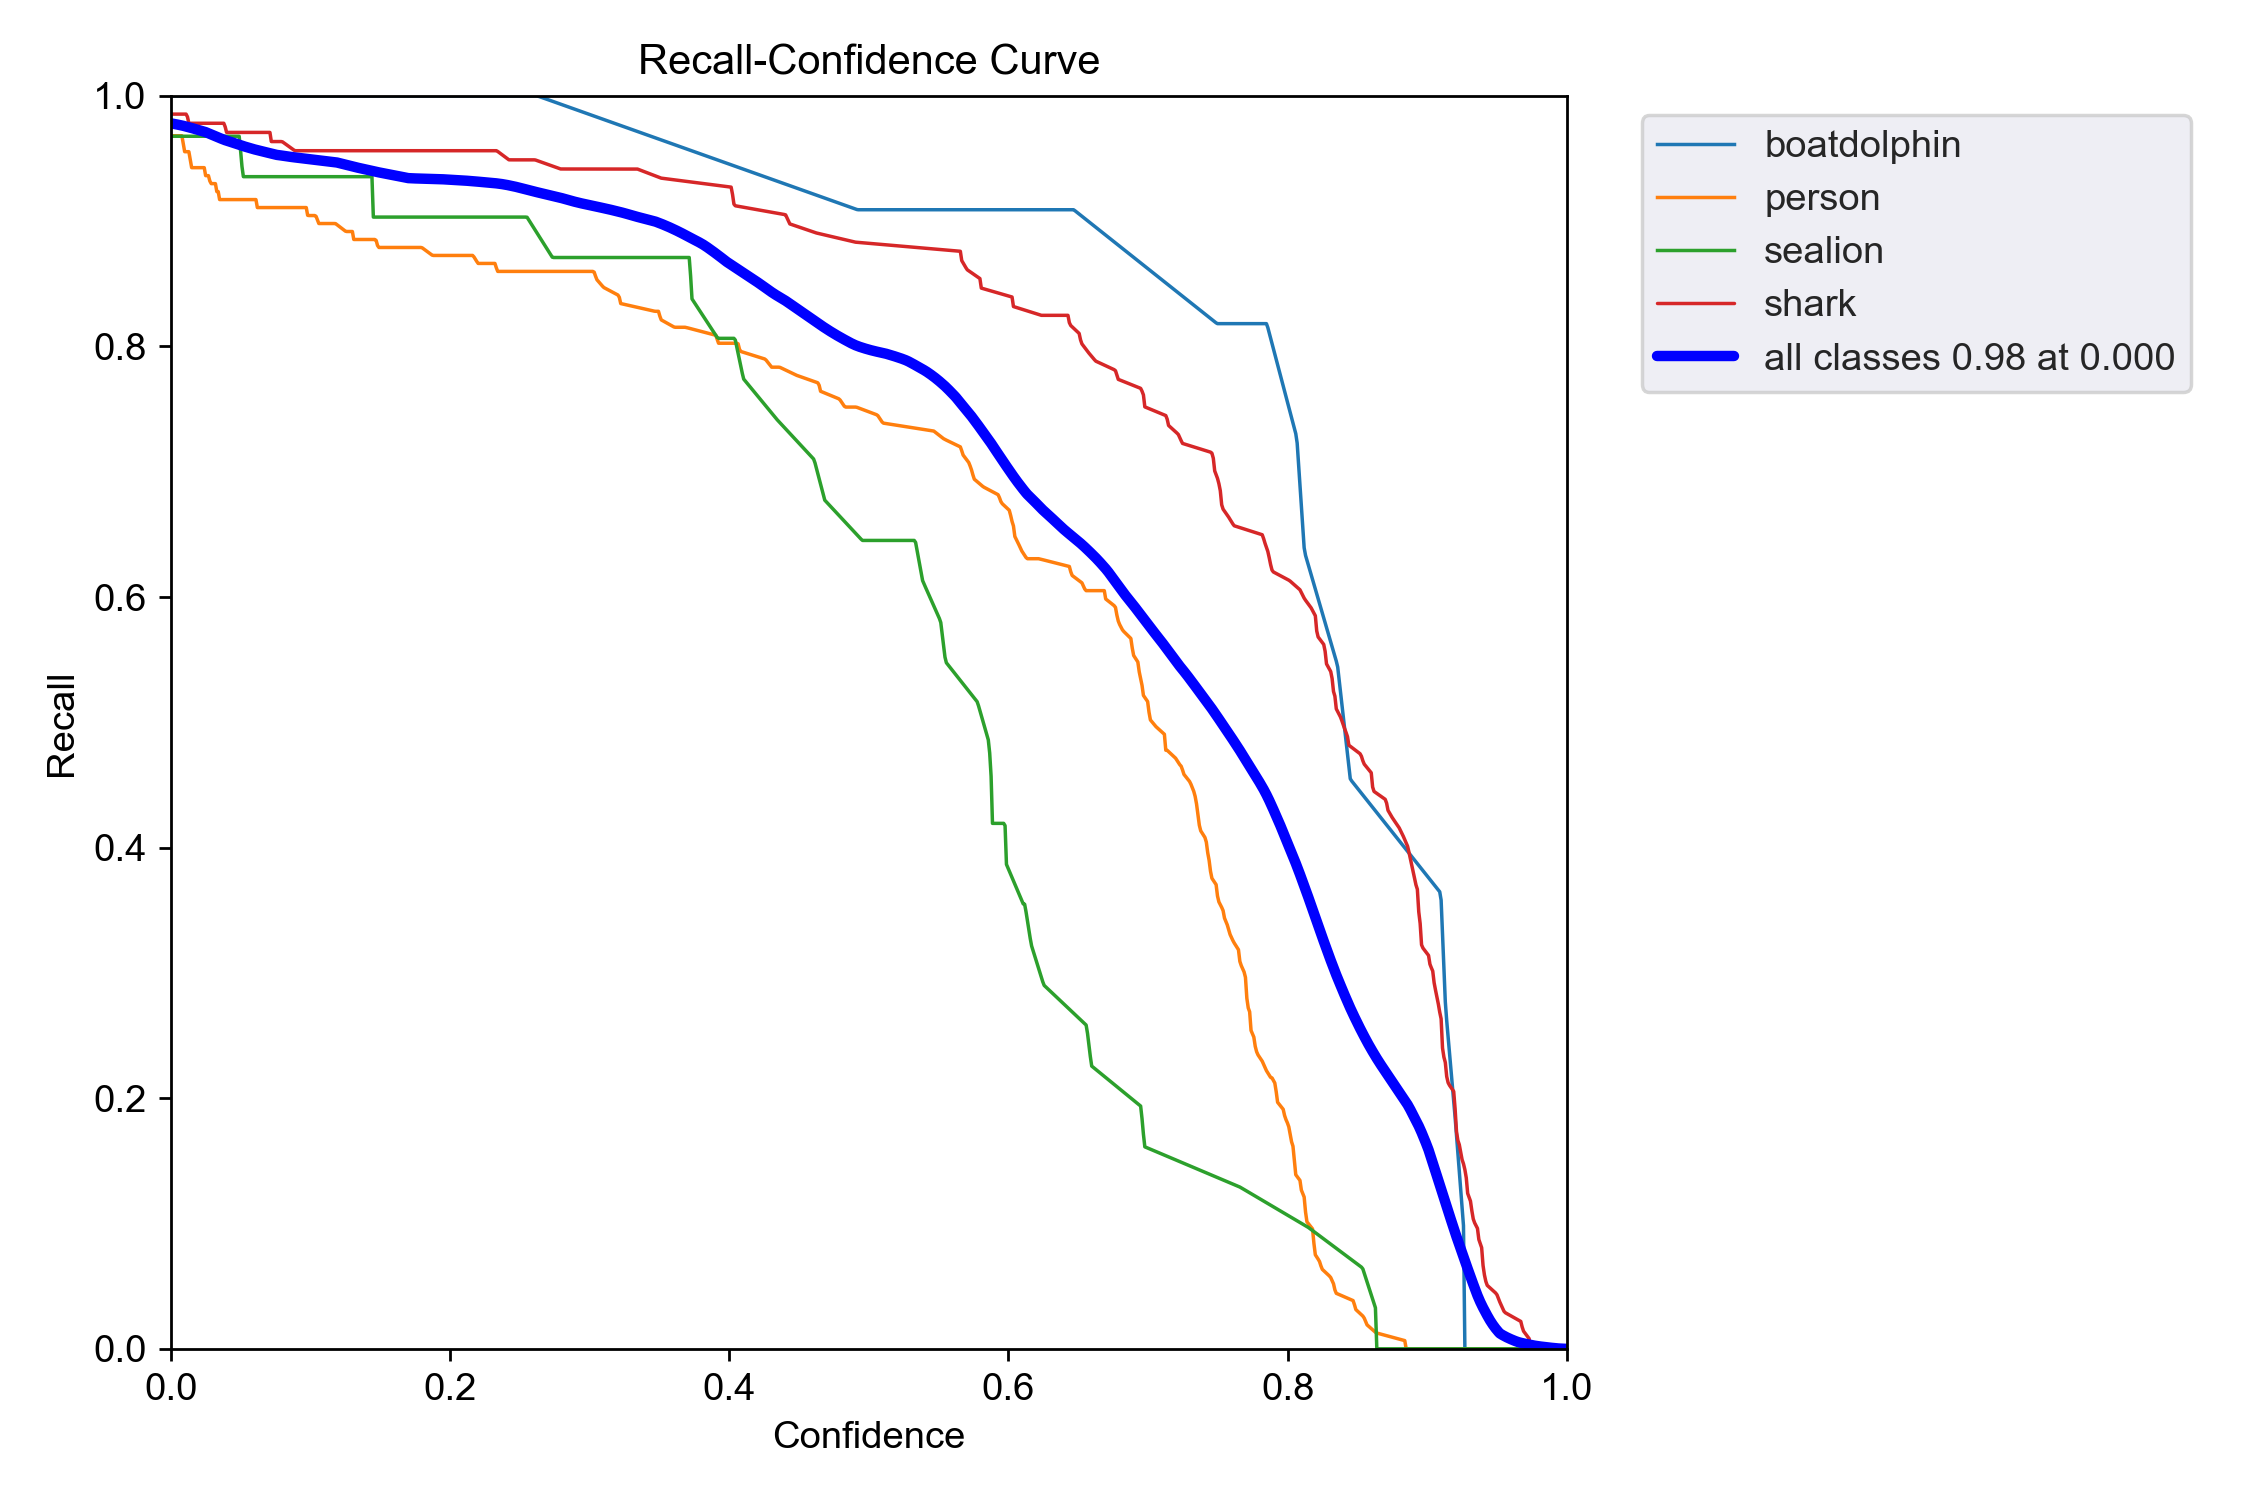 Recall-Confidence Curve
1.0
0.8
0.6
0.4
0.2
0.0
Recall
0.0 0.2 0.4 0.6 0.8 1.0
Confidence
boatdolphin
person
sealion
shark
all classes 0.98 at 0.000